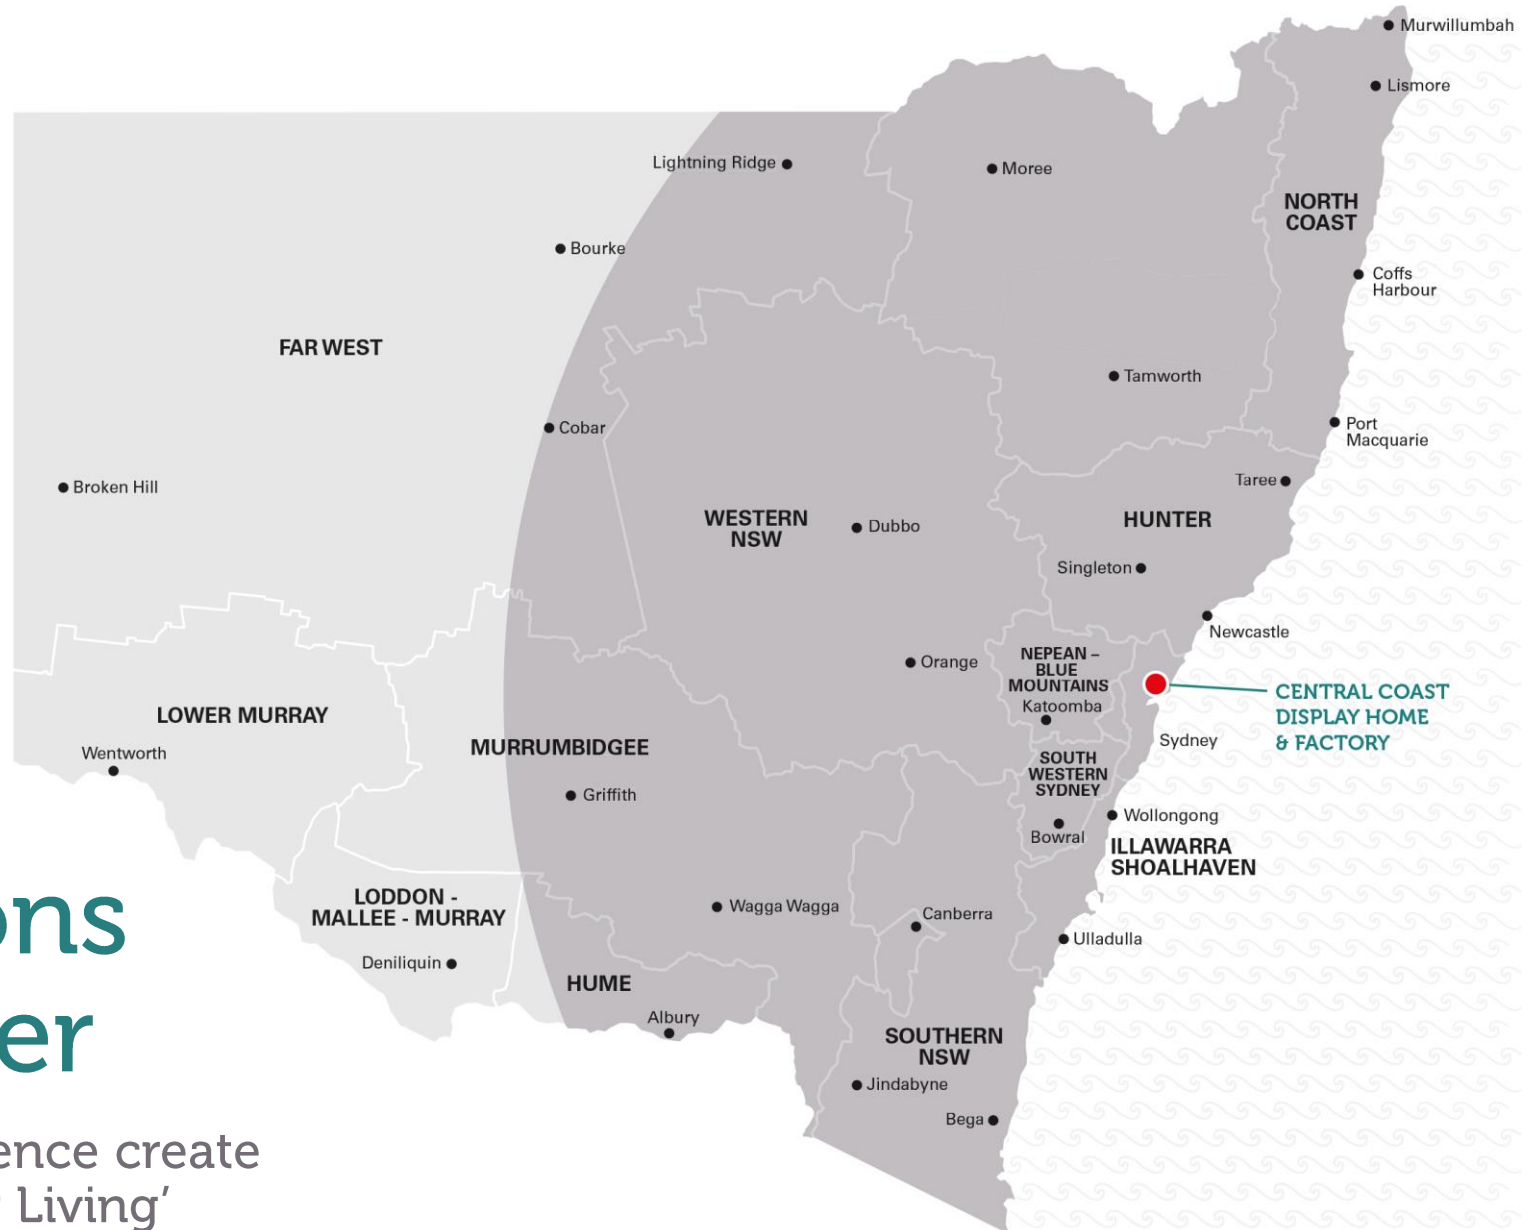 Murwillumbah
Lismore
Lightning Ridge
Moree
NORTH
COAST
Bourke
Coffs
Harbour
FAR WEST
Tamworth
Cobar
Port
Macquarie
Broken Hill
Taree
WESTERN
NSW
Dubbo
HUNTER
Singleton
Newcastle
Orange
NEPEAN –
BLUE
MOUNTAINS
Katoomba
CENTRAL COAST
DISPLAY HOME
& FACTORY
LOWER MURRAY
Wentworth
MURRUMBIDGEE
Sydney
SOUTH
WESTERN
SYDNEY
Griffith
Wollongong
Bowral
ILLAWARRA
SHOALHAVEN
LODDON -
MALLEE - MURRAY
Wagga Wagga
Canberra
Ulladulla
Deniliquin
HUME
Albury
SOUTHERN
NSW
Jindabyne
Bega
ons
er
ence create
Living’